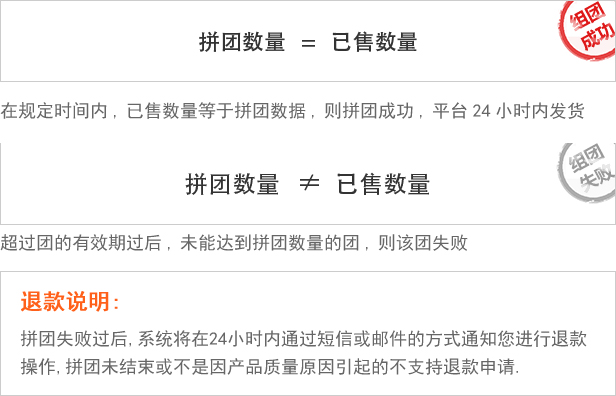 拼团数量 = 已售数量
组团
成功
在规定时间内，已售数量等于拼团数据，则拼团成功，平台 24 小时内发货
拼团数量 ≠ 已售数量
组团
失败
超过团的有效期过后，未能达到拼团数量的团，则该团失败
退款说明:
拼团失败过后, 系统将在24小时内通过短信或邮件的方式通知您进行退款
操作, 拼团未结束或不是因产品质量原因引起的不支持退款申请.